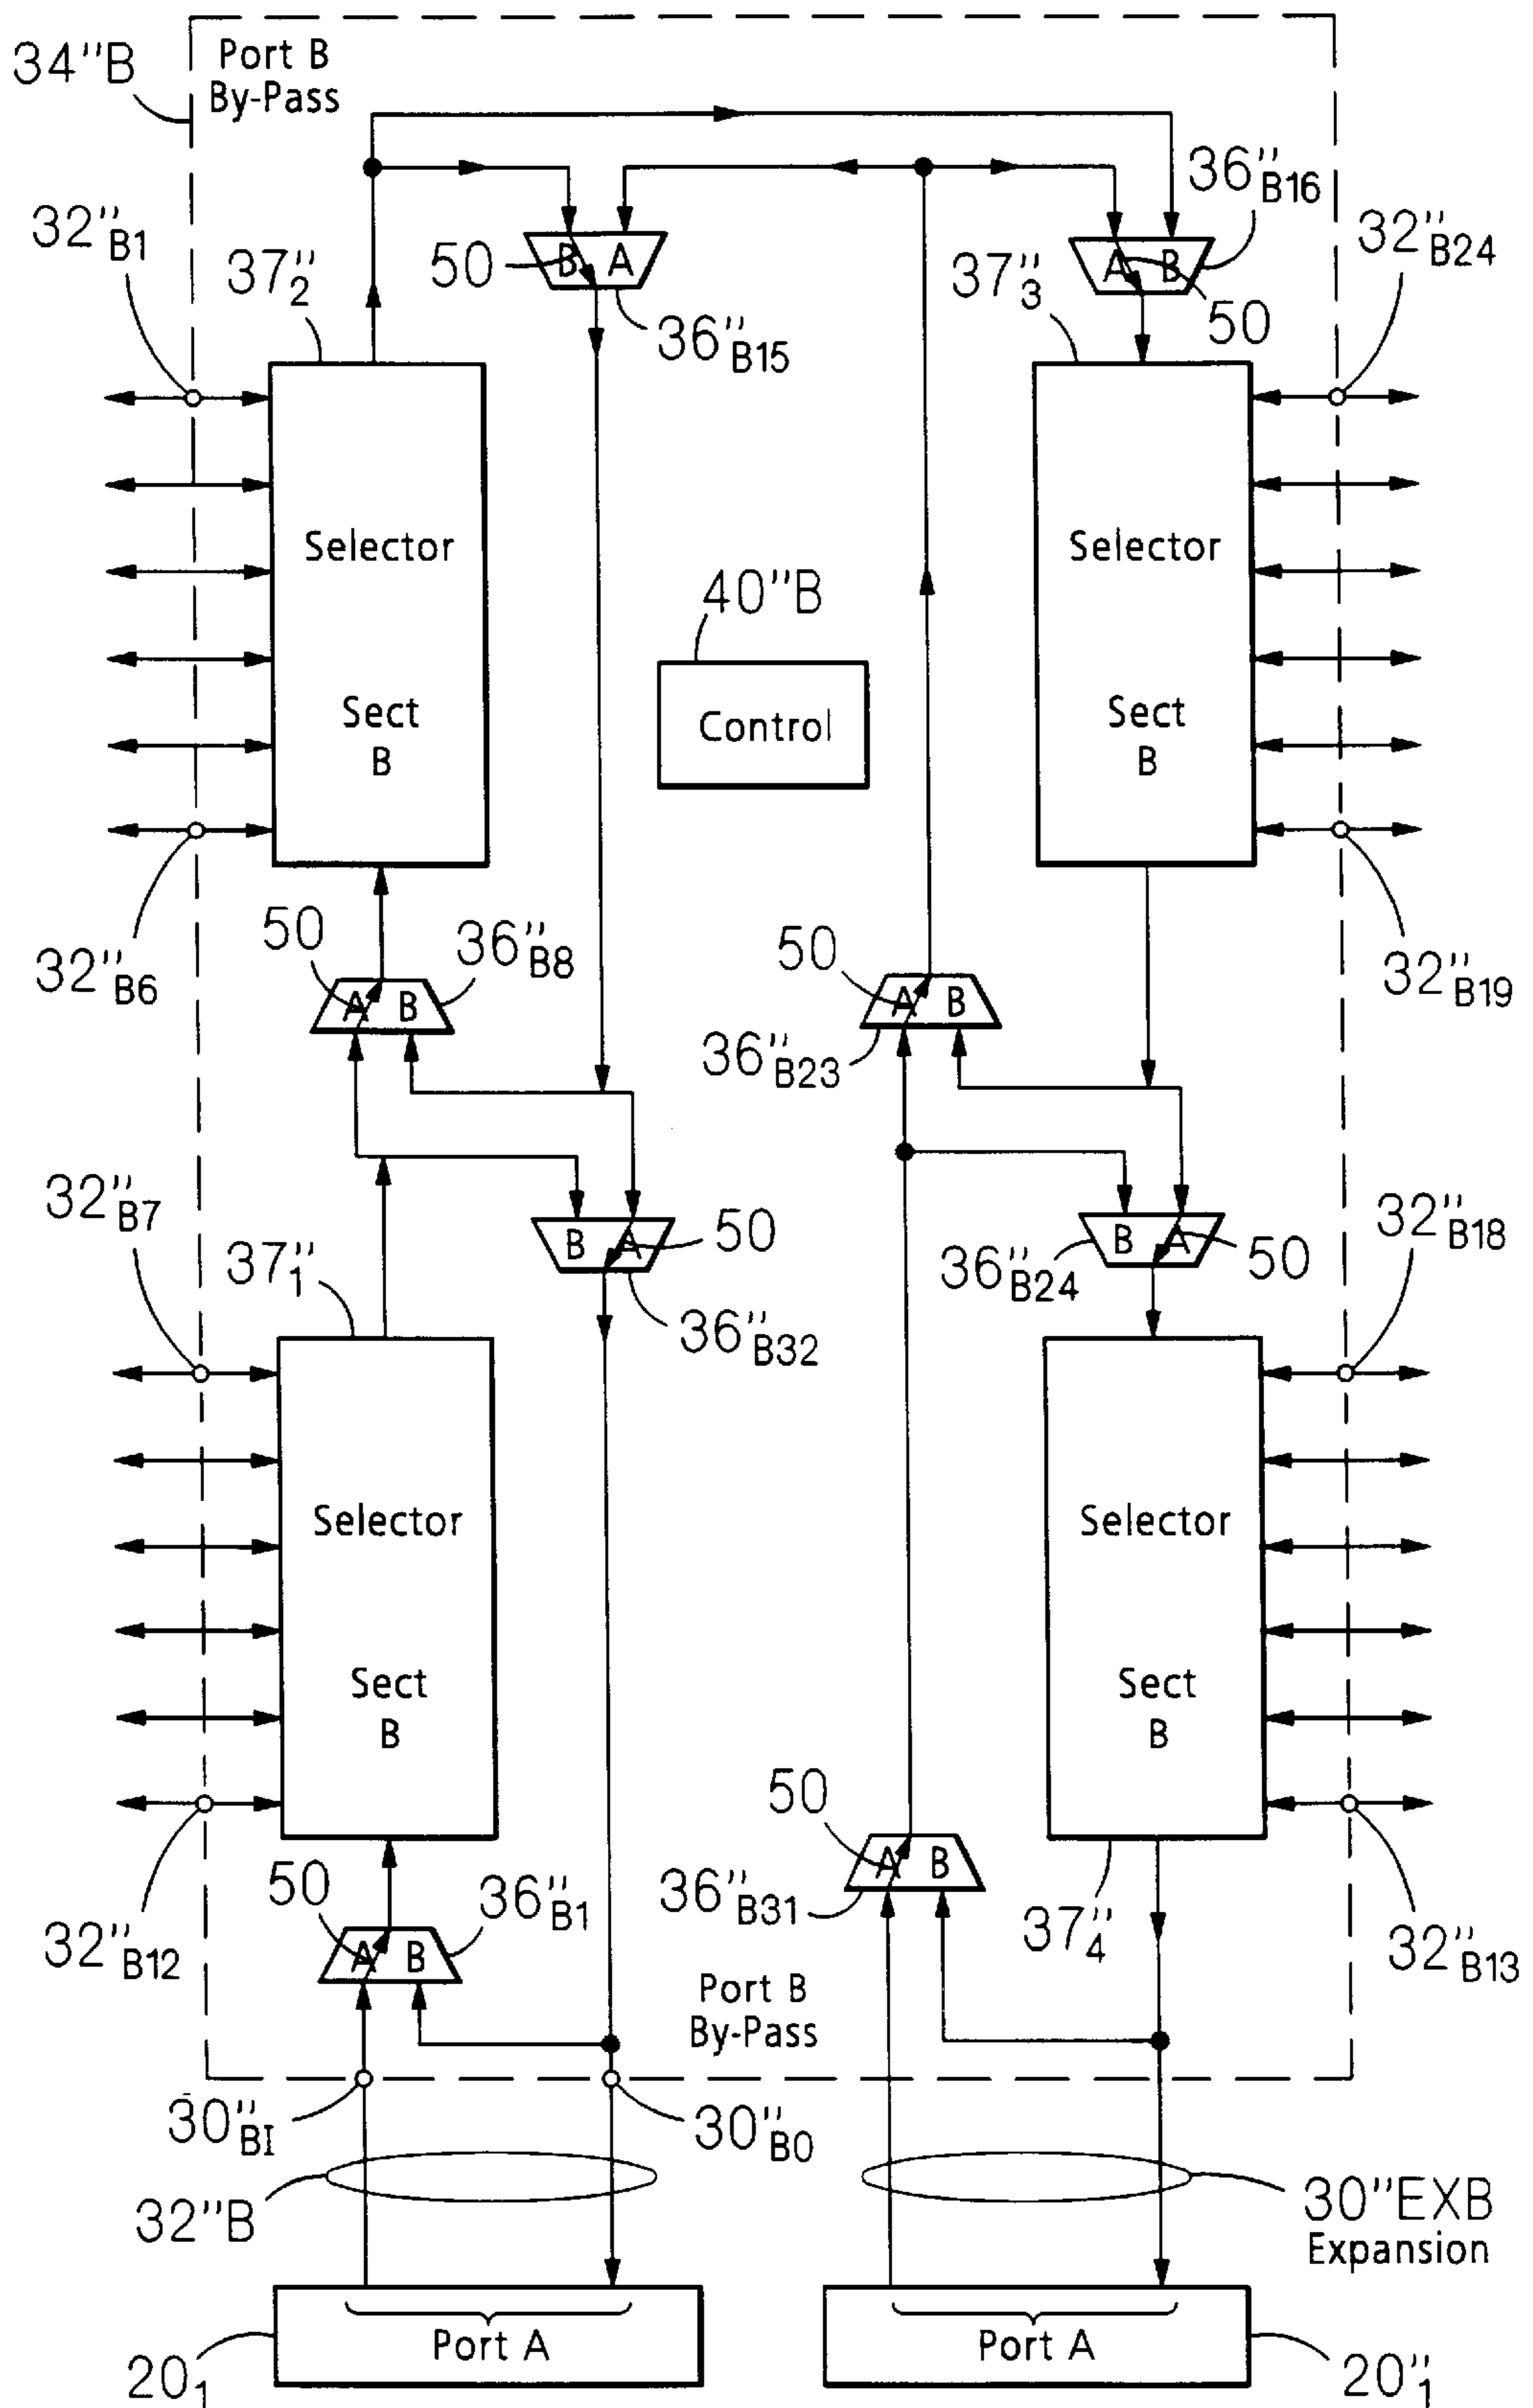 34"B
Port B
By-Pass
36"B16
32"B1
32"B24
50
B
A
A
B
37"2
37"3
50
36"B15
Selector
Selector
40"B
Sect
B
Control
Sect
B
50
36"B8
50
32"B6
32"B19
A
B
A
B
36"B23
32"B7
32"B18
50
B
A
B
A
50
37"1
36"B24
36"B32
Selector
Selector
Sect
B
Sect
B
50
50
36"B1
A
B
36"B31
37"4
32"B12
A
B
32"B13
Port B
By-Pass
30"BI
30"BO
32"B
30"EXB
Expansion
Port A
Port A
201
20"1